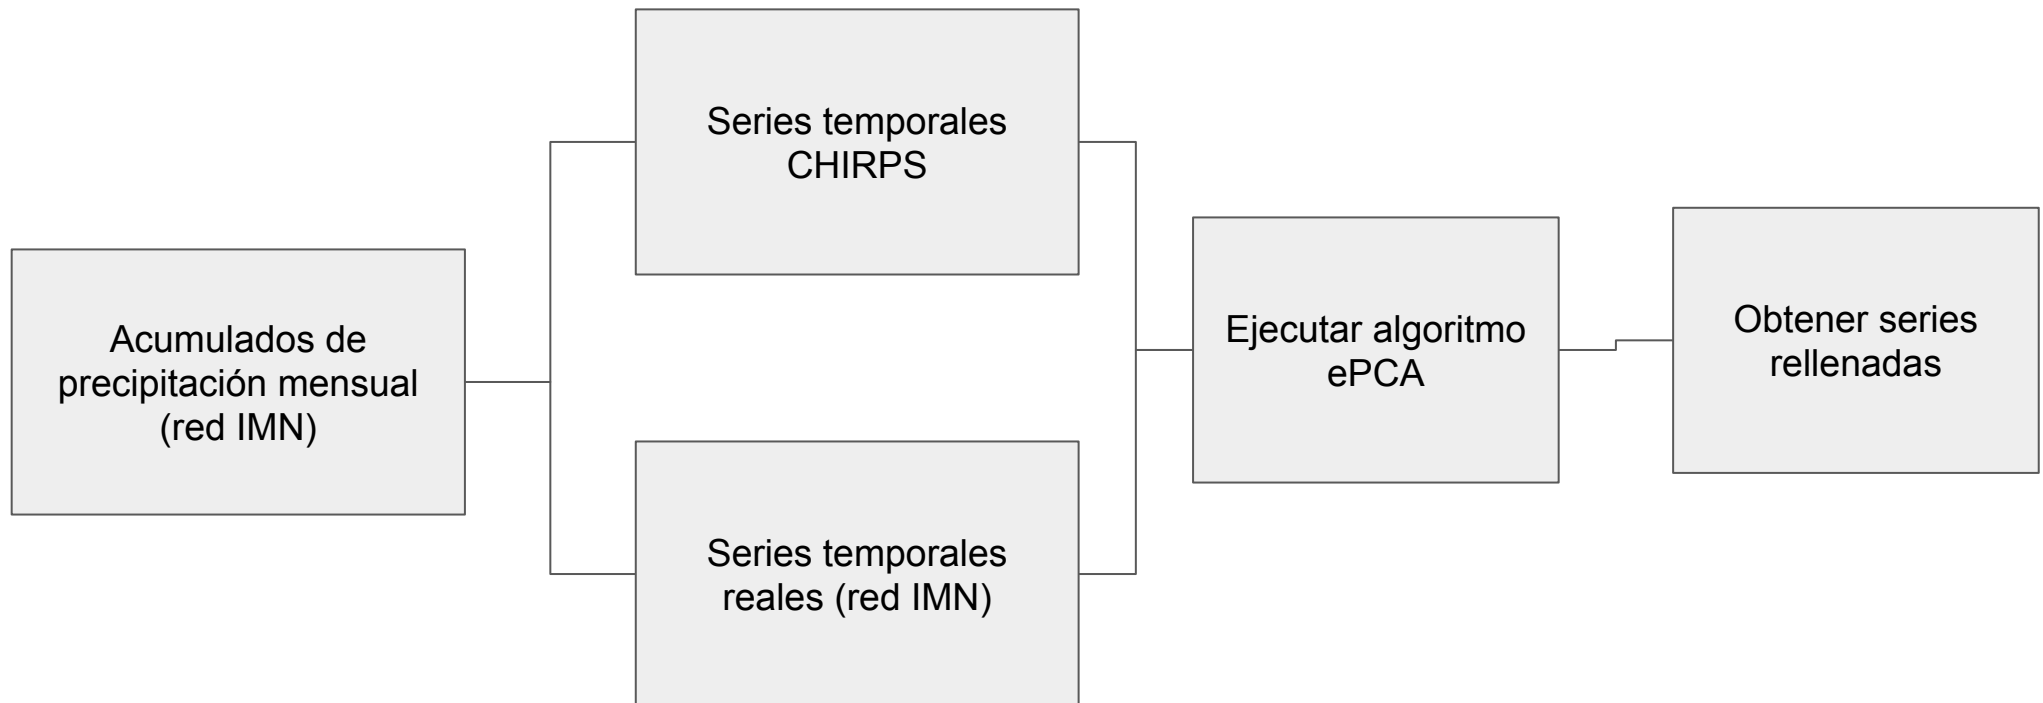 Acumulados de
precipitación mensual
(red IMN)
Series temporales
CHIRPS
Series temporales
reales (red IMN)
Ejecutar algoritmo
ePCA
Obtener series
rellenadas